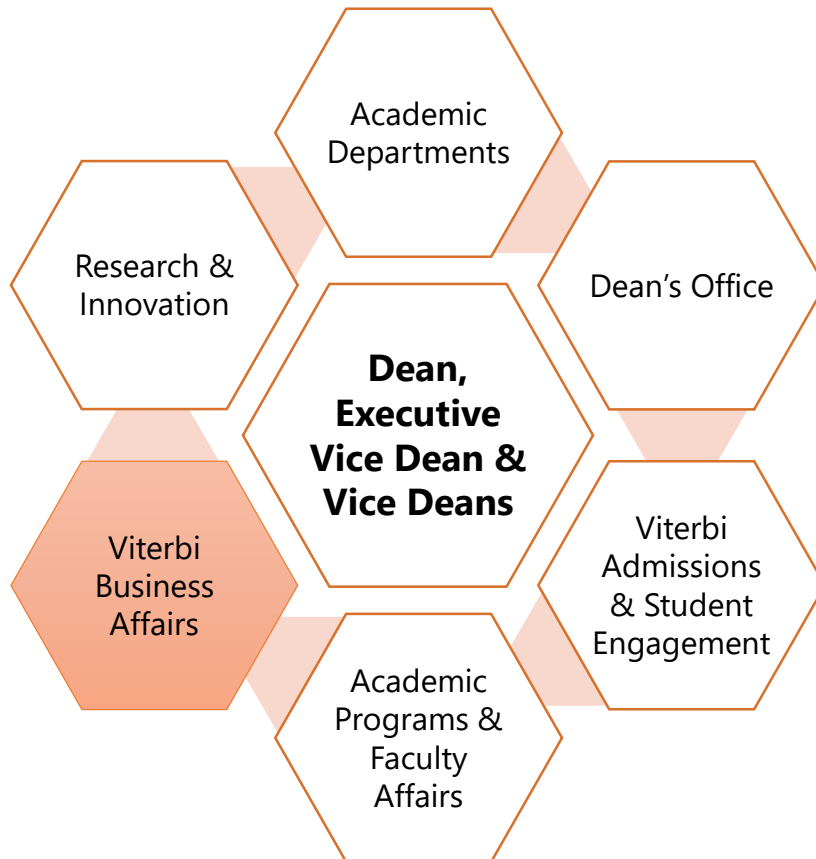 Academic
Departments
Research &
Innovation
Dean’s Office
Dean,
Executive
Vice Dean &
Vice Deans
Viterbi
Business
Affairs
Viterbi
Admissions
& Student
Engagement
Academic
Programs &
Faculty
Affairs